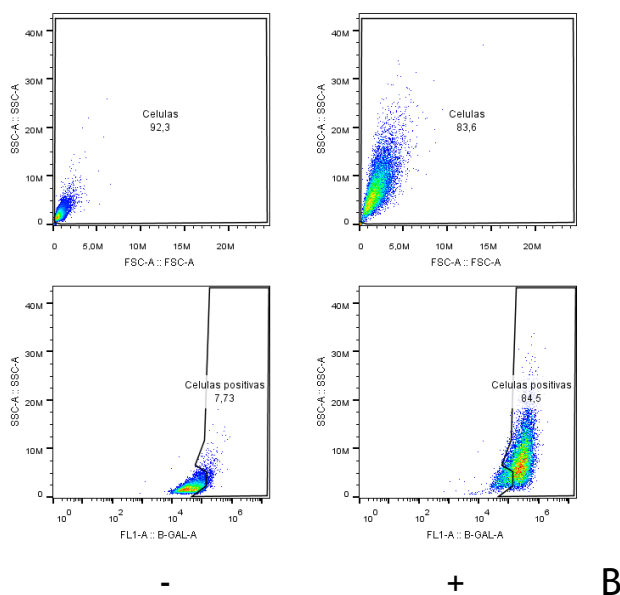 40M
30M
20M
10M
0
SSC-A :: SSC-A
Celulas
92,3
0 5,0M 10M 15M 20M
FSC-A :: FSC-A
40M
30M
20M
10M
0
SSC-A :: SSC-A
Celulas
83,6
0 5,0M 10M 15M 20M
FSC-A :: FSC-A
40M
30M
20M
10M
0
SSC-A :: SSC-A
Celulas positivas
7,73
10^0 10^2 10^4 10^6
FL1-A :: B-GAL-A
40M
30M
20M
10M
0
SSC-A :: SSC-A
Celulas positivas
84,5
10^0 10^2 10^4 10^6
FL1-A :: B-GAL-A
- + B